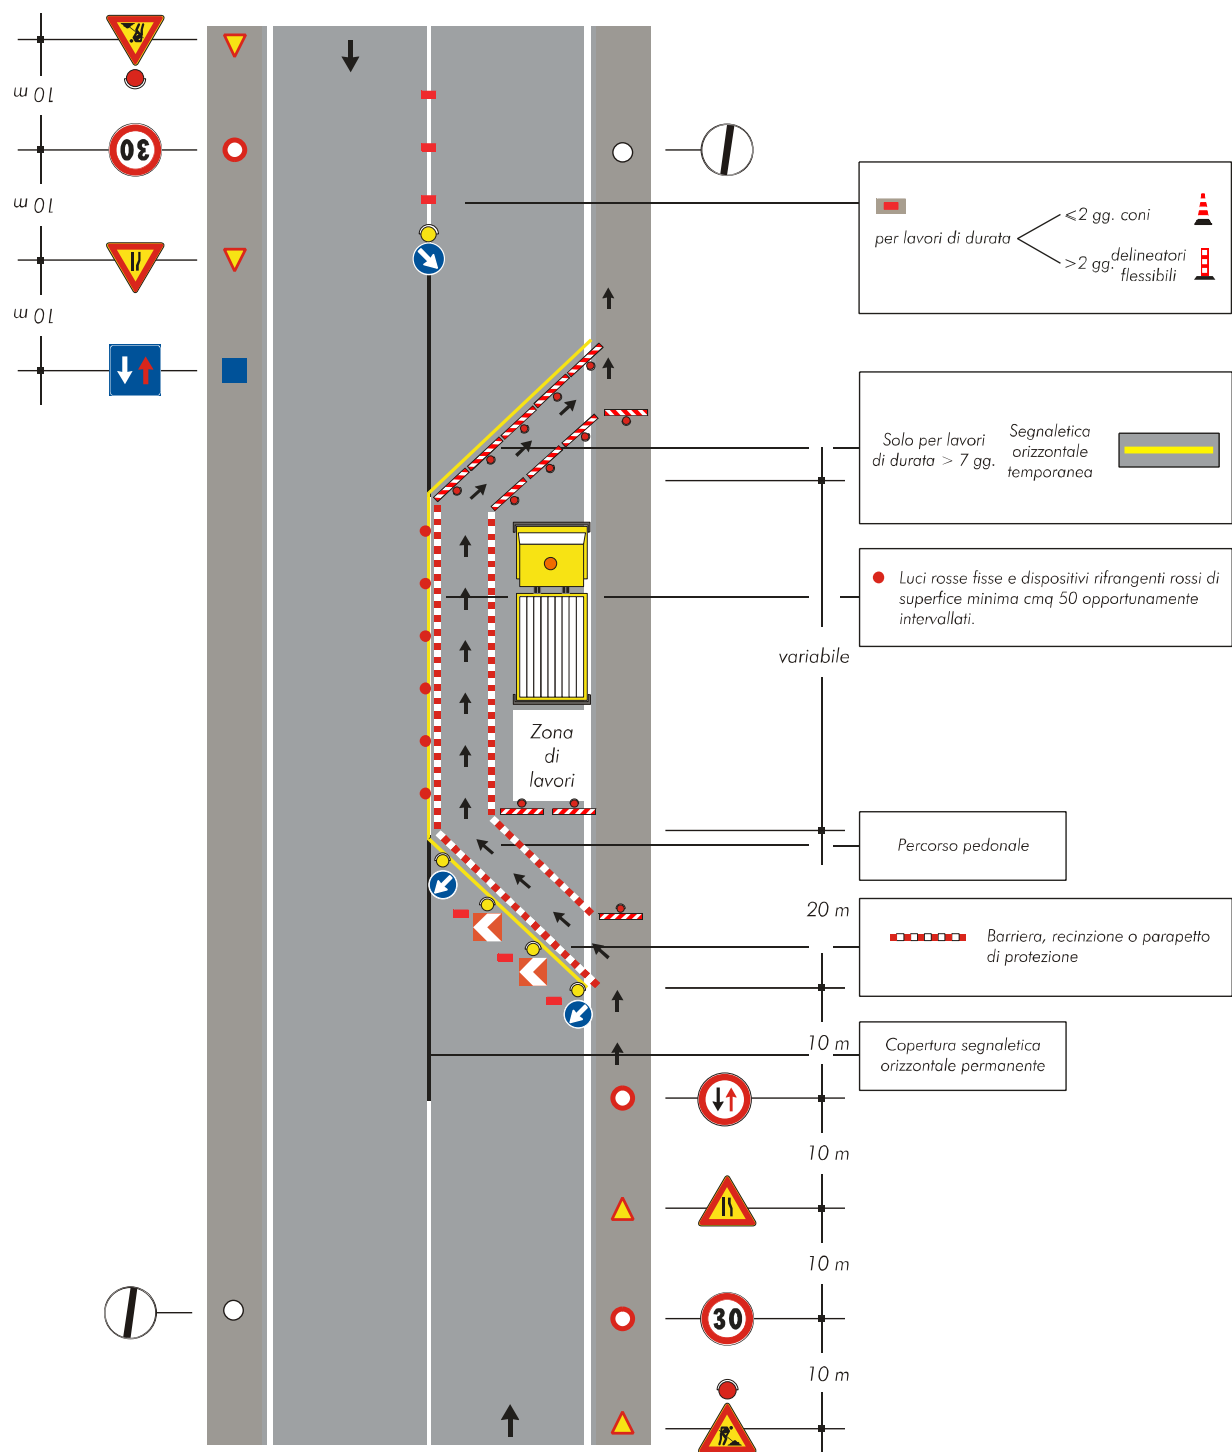 10 m
30
10 m
10 m
per lavori di durata
⩽2 gg. coni
>2 gg. delineatori
flessibili
Solo per lavori
di durata > 7 gg.
Segnaletica
orizzontale
temporanea
Luci rosse fisse e dispositivi rifrangenti rossi di
superfice minima cmq 50 opportunamente
intervallati.
variabile
Zona
di
lavori
Percorso pedonale
20 m
Barriera, recinzione o parapetto
di protezione
10 m
Copertura segnaletica
orizzontale permanente
10 m
10 m
30
10 m